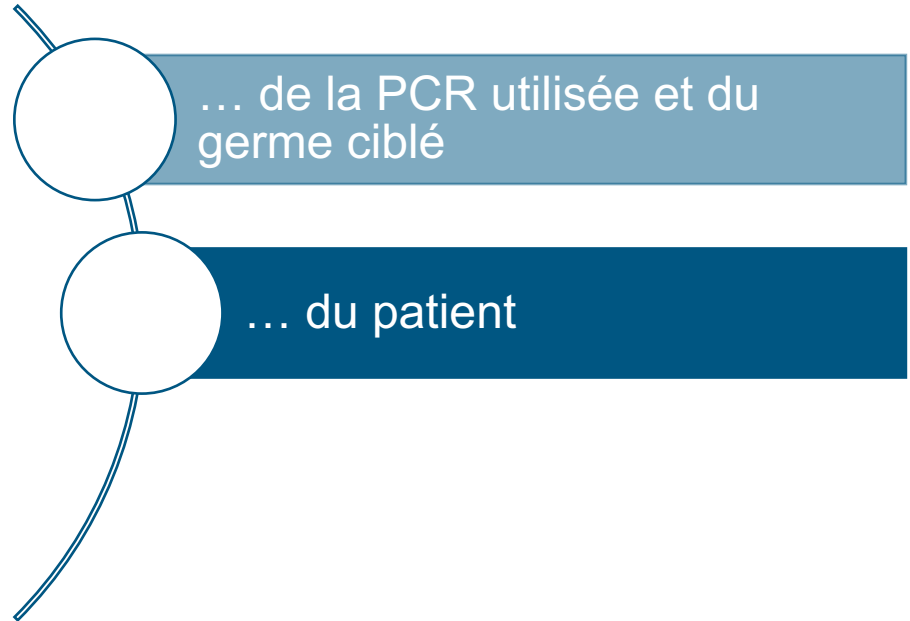 … de la PCR utilisée et du
germe ciblé
… du patient